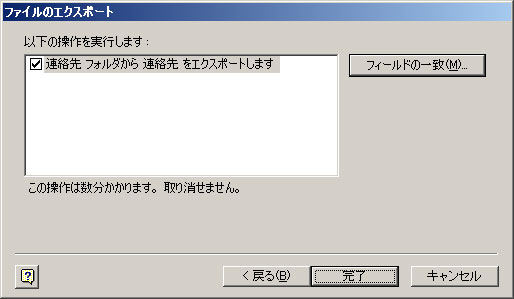 ファイルのエクスポート
以下の操作を実行します:
連絡先 フォルダから 連絡先 をエクスポートします
フィールドの一致(M)...
この操作は数分かかります。取り消せません。
?
< 戻る(B)
完了
キャンセル